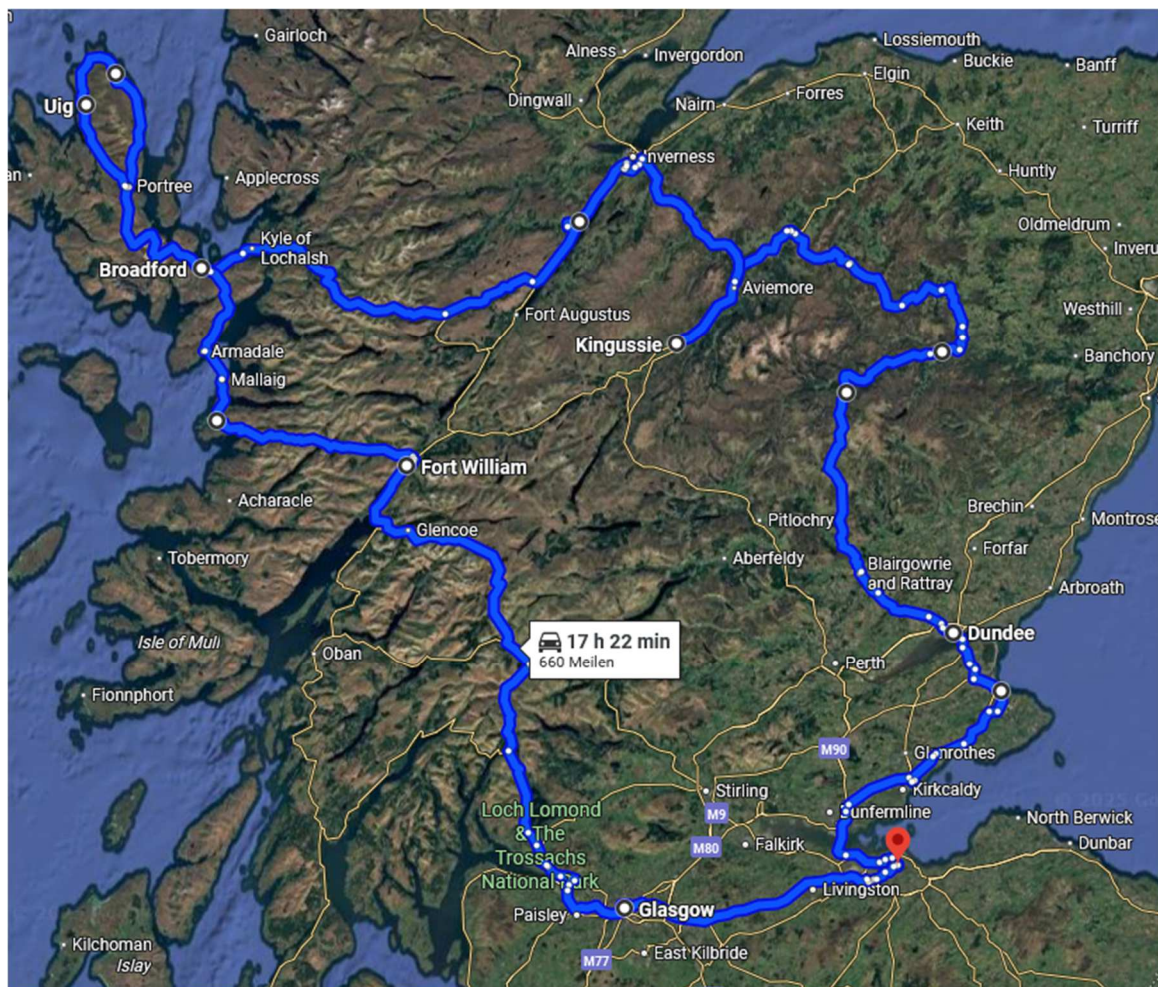 Gairloch
Lossiemouth
Alness
Invergordon
Buckie
Banff
Elgin
Dingwall
Nairn
Forres
Uig
Keith
Turriff
Inverness
Portree
Applecross
Huntly
an
Oldmeldrum
Kyle of
Lochalsh
Inveru
Broadford
Aviemore
Westhill
Fort Augustus
Kingussie
Armadale
Banchory
Mallaig
Fort William
Acharacle
Brechin
Glencoe
Pitlochry
Montrose
Tobermory
Aberfeldy
Forfar
Blairgowrie
and Rattray
Arbroath
Isle of Mull
17 h 22 min
660 Meilen
Dundee
Oban
Perth
Fionnphort
M90
Glenrothes
Stirling
Kirkcaldy
Loch Lomond
& The
Trossachs
National Park
M9
Dunfermline
North Berwick
M80
Falkirk
Dunbar
Livingston
Paisley
Glasgow
Kilchoman
Islay
M77
East Kilbride